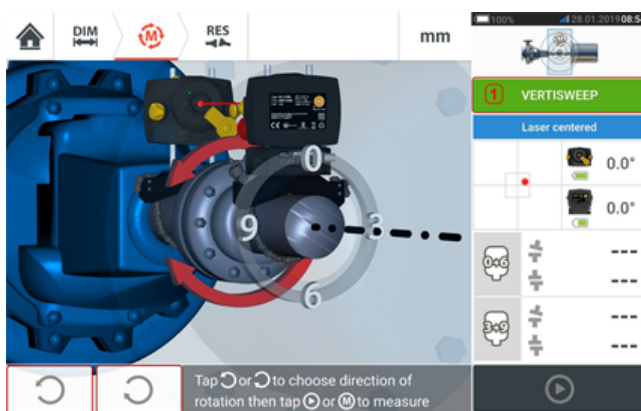 DIM
M
RES
mm
100%
28.01.2019 08:5
1 VERTISWEEP
Laser centered
0.0°
0.0°
0
9
3
6
0→6
---
---
3→9
---
---
Tap or to choose direction of
rotation then tap or M to measure